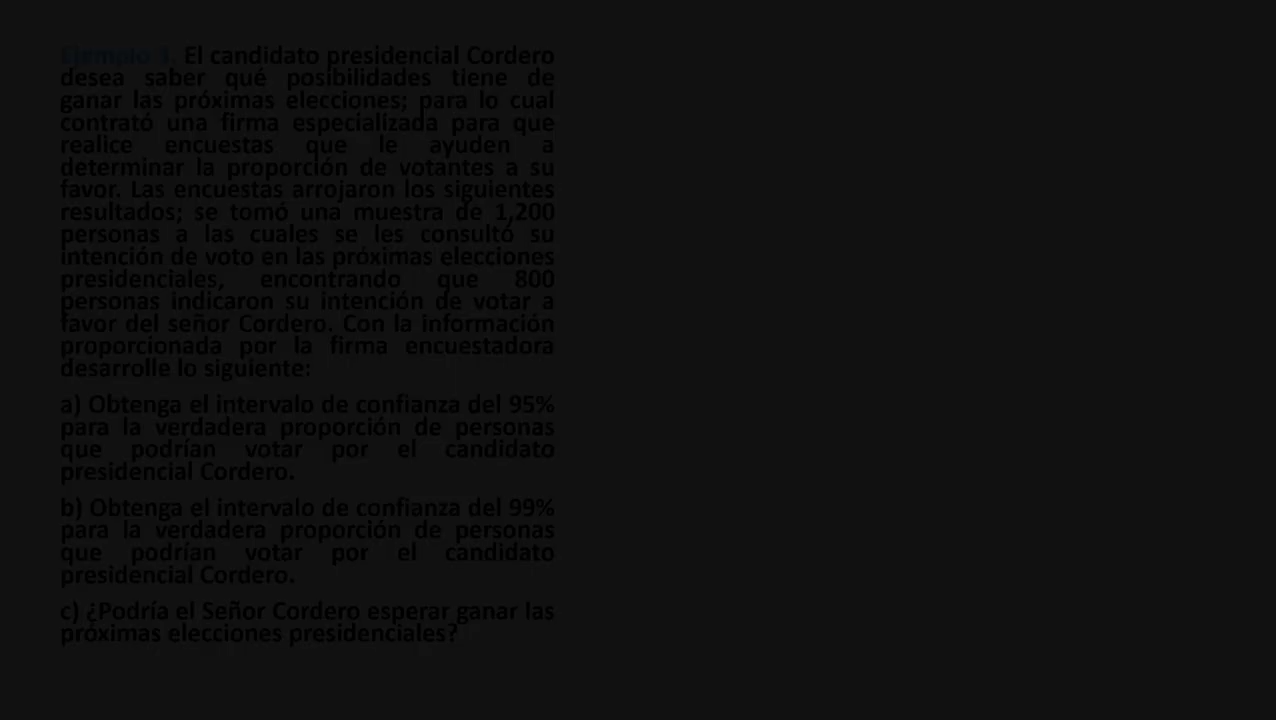 Ejemplo 1. El candidato presidencial Cordero
desea saber qué posibilidades tiene de
ganar las próximas elecciones; para lo cual
contrató una firma especializada para que
realice encuestas que le ayuden a
determinar la proporción de votantes a su
favor. Las encuestas arrojaron los siguientes
resultados; se tomó una muestra de 1,200
personas a las cuales se les consultó su
intención de voto en las próximas elecciones
presidenciales, encontrando que 800
personas indicaron su intención de votar a
favor del señor Cordero. Con la información
proporcionada por la firma encuestadora
desarrolle lo siguiente:
a) Obtenga el intervalo de confianza del 95%
para la verdadera proporción de personas
que podrían votar por el candidato
presidencial Cordero.
b) Obtenga el intervalo de confianza del 99%
para la verdadera proporción de personas
que podrían votar por el candidato
presidencial Cordero.
c) ¿Podría el Señor Cordero esperar ganar las
próximas elecciones presidenciales?